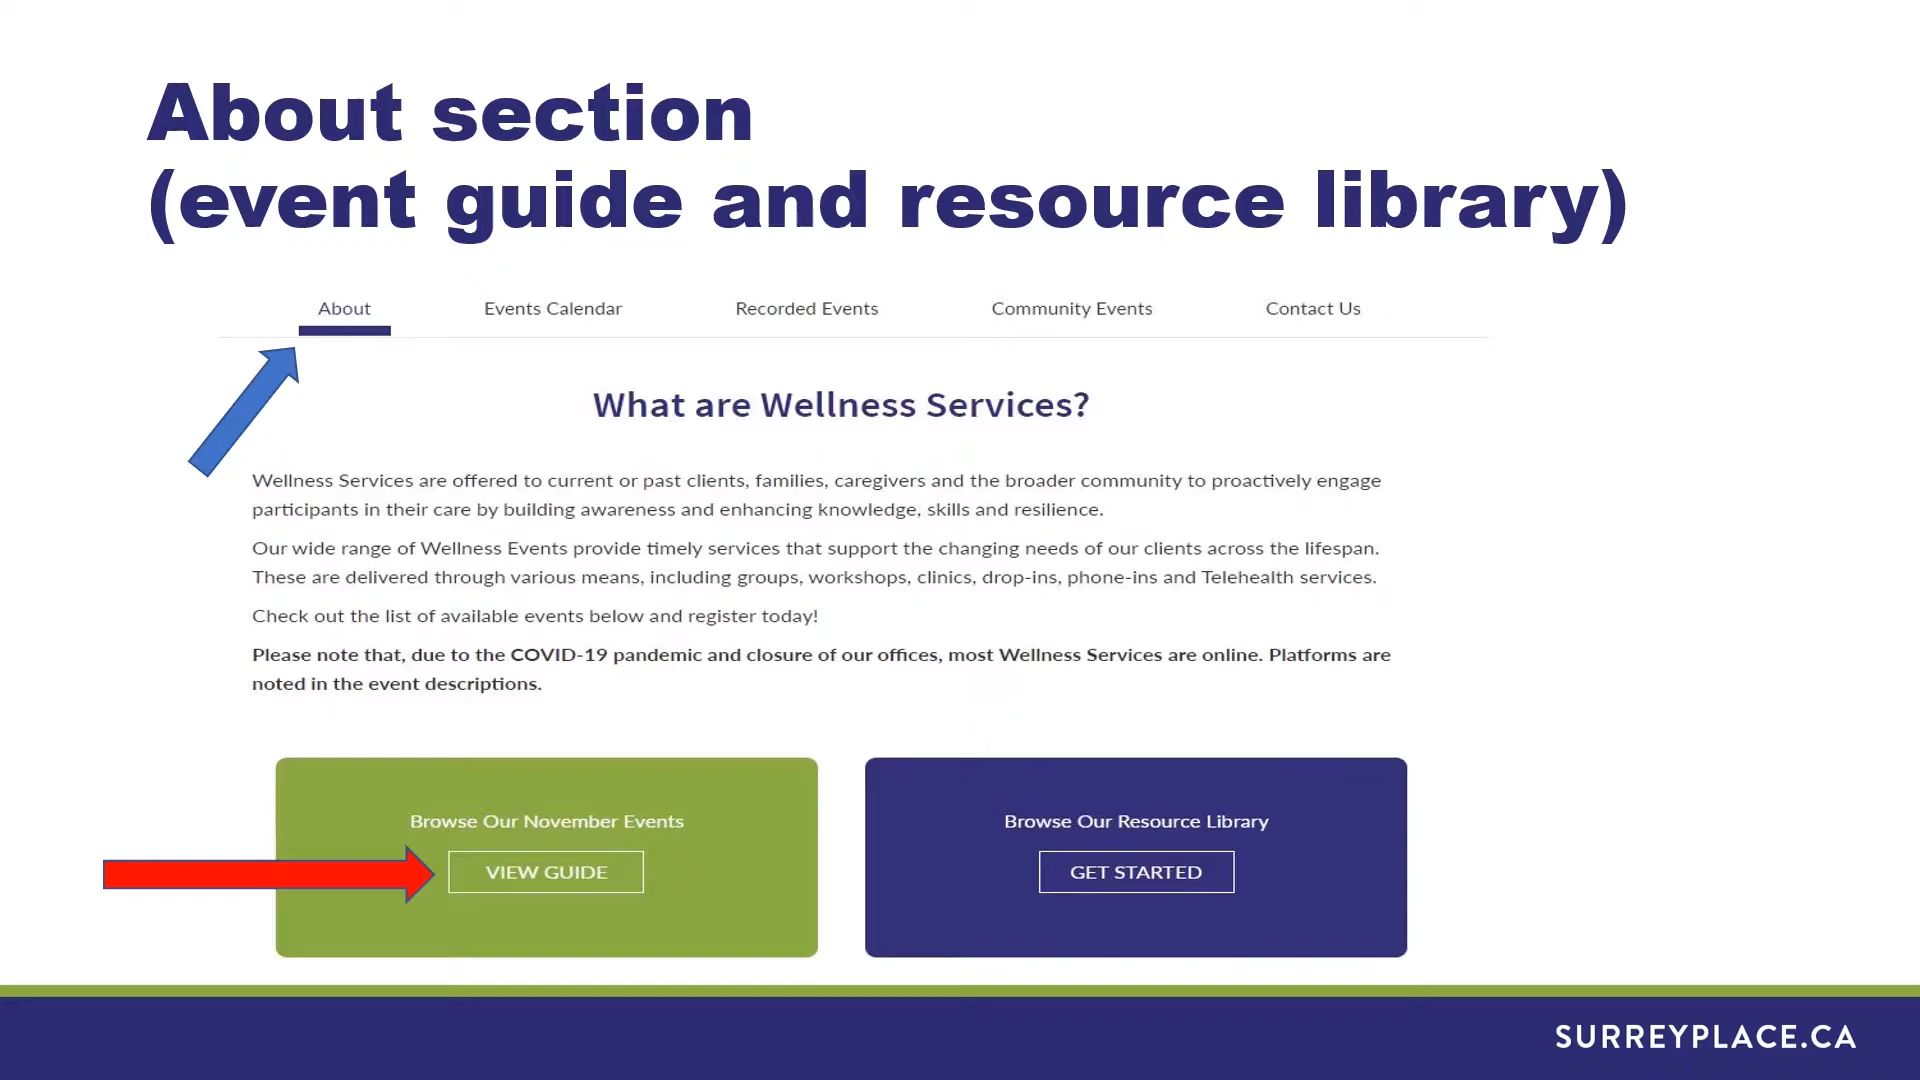 About section
(event guide and resource library)
About Events Calendar Recorded Events Community Events Contact Us
What are Wellness Services?
Wellness Services are offered to current or past clients, families, caregivers and the broader community to proactively engage
participants in their care by building awareness and enhancing knowledge, skills and resilience.
Our wide range of Wellness Events provide timely services that support the changing needs of our clients across the lifespan.
These are delivered through various means, including groups, workshops, clinics, drop-ins, phone-ins and Telehealth services.
Check out the list of available events below and register today!
Please note that, due to the COVID-19 pandemic and closure of our offices, most Wellness Services are online. Platforms are
noted in the event descriptions.
Browse Our November Events
VIEW GUIDE
Browse Our Resource Library
GET STARTED
SURREYPLACE.CA